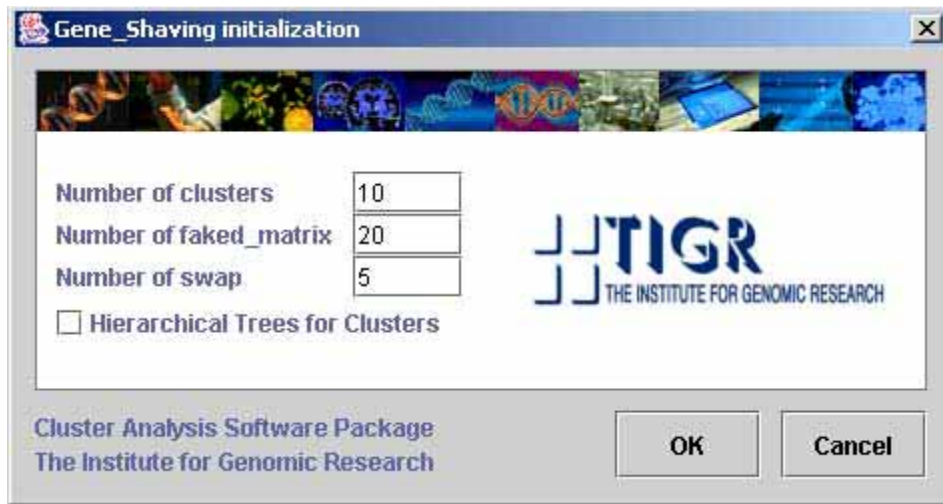 Gene_Shaving initialization
Number of clusters 10
Number of faked_matrix 20
Number of swap 5
Hierarchical Trees for Clusters
TIGR
THE INSTITUTE FOR GENOMIC RESEARCH
Cluster Analysis Software Package
The Institute for Genomic Research
OK Cancel